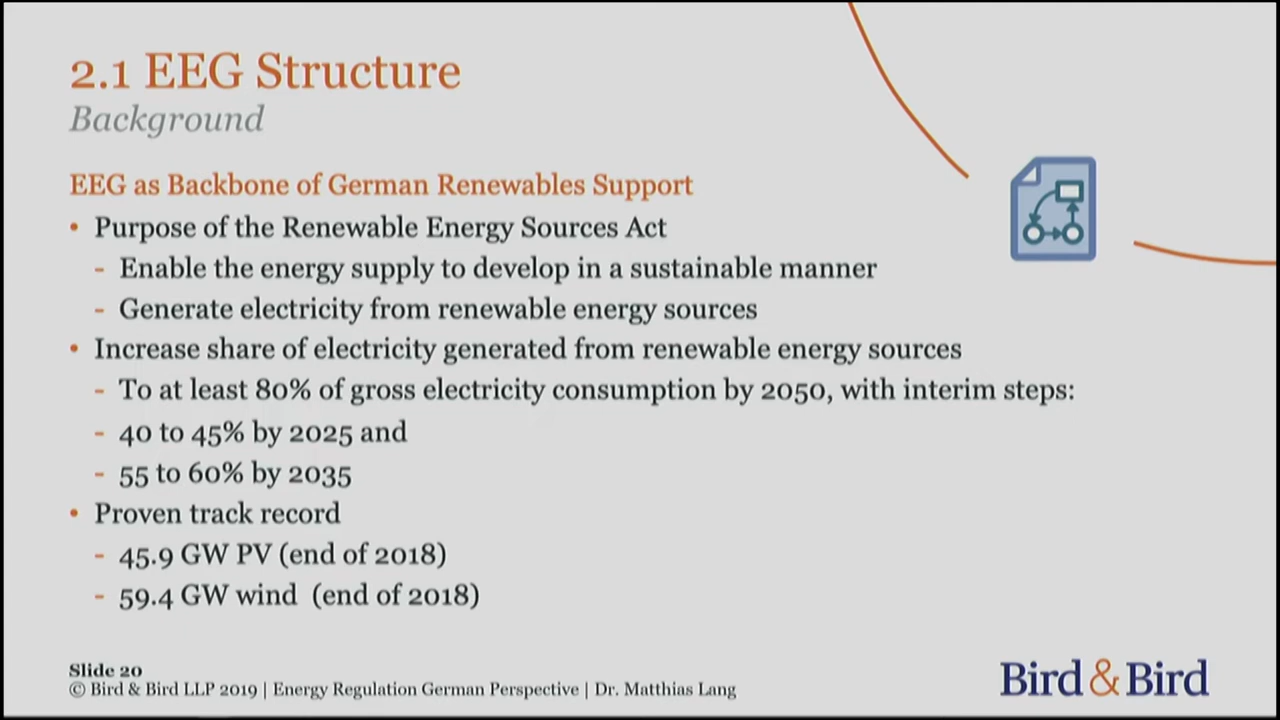 2.1 EEG Structure
Background
EEG as Backbone of German Renewables Support
• Purpose of the Renewable Energy Sources Act
- Enable the energy supply to develop in a sustainable manner
- Generate electricity from renewable energy sources
• Increase share of electricity generated from renewable energy sources
- To at least 80% of gross electricity consumption by 2050, with interim steps:
- 40 to 45% by 2025 and
- 55 to 60% by 2035
• Proven track record
- 45.9 GW PV (end of 2018)
- 59.4 GW wind  (end of 2018)
Slide 20
© Bird & Bird LLP 2019 | Energy Regulation German Perspective | Dr. Matthias Lang
Bird & Bird